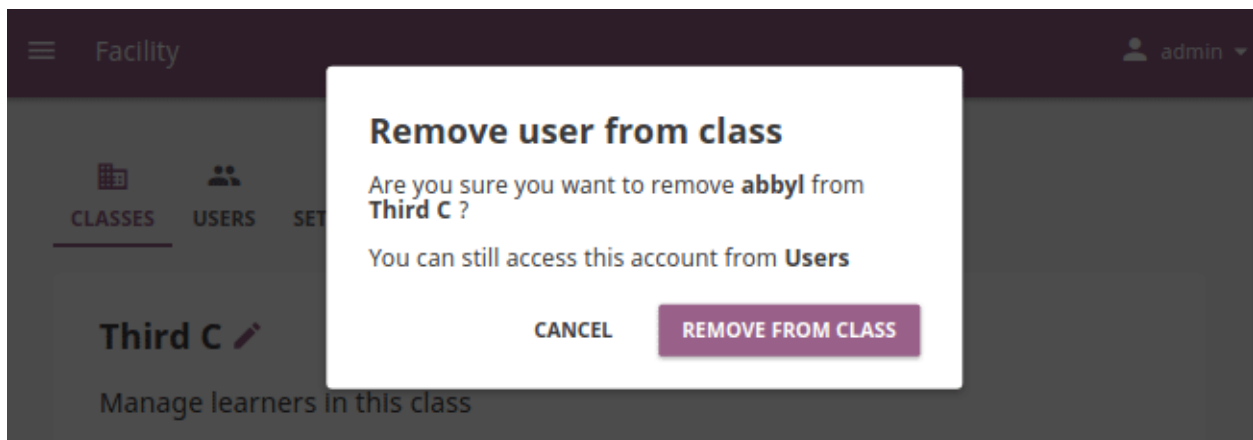 Facility
admin
Remove user from class
Are you sure you want to remove abbyl from
Third C ?
You can still access this account from Users
CANCEL
REMOVE FROM CLASS
CLASSES
USERS
SET
Third C
Manage learners in this class